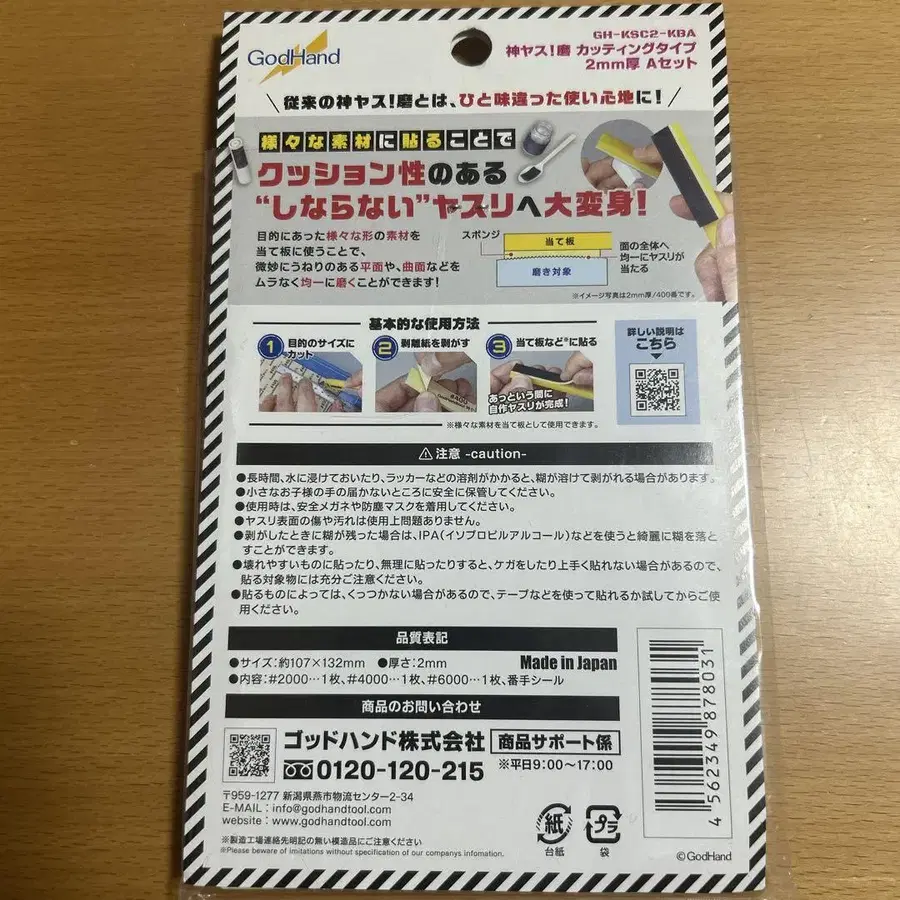 GodHand
GH-KSC2-KBA
神ヤス!磨 カッティングタイプ
2mm厚 Aセット
従来の神ヤス!磨とは、ひと味違った使い心地に!
様々な素材に貼ることで
クッション性のある
“しならない”ヤスリへ大変身!
目的にあった様々な形の素材を
当て板に使うことで、
微妙にうねりのある平面や、曲面などを
ムラなく均一に磨くことができます!
スポンジ
当て板
磨き対象
面の全体へ
均一にヤスリが
当たる
※イメージ写真は2mm厚/400番です。
基本的な使用方法
1 目的のサイズに
カット
2 剥離紙を剥がす
3 当て板など※に貼る
あっという間に
自作ヤスリが完成!
※様々な素材を当て板として使用できます。
詳しい説明は
こちら
⚠注意 -caution-
●長時間、水に浸けておいたり、ラッカーなどの溶剤がかかると、糊が溶けて剥がれる場合があります。
●小さなお子様の手の届かないところに安全に保管してください。
●使用時は、安全メガネや防塵マスクを着用してください。
●ヤスリ表面の傷や汚れは使用上問題ありません。
●剥がしたときに糊が残った場合は、IPA(イソプロピルアルコール)などを使うと綺麗に糊を落と
すことができます。
●壊れやすいものに貼ったり、無理に貼ったりすると、ケガをしたり上手く貼れない場合があるので、
貼る対象物には充分ご注意ください。
●貼るものによっては、くっつかない場合があるので、テープなどを使って貼れるか試してからご使
用ください。
品質表記
●サイズ:約107×132mm ●厚さ:2mm Made in Japan
●内容:#2000…1枚、#4000…1枚、#6000…1枚、番手シール
商品のお問い合わせ
ゴッドハンド株式会社 商品サポート係
0120-120-215 ※平日9:00〜17:00
〒959-1277 新潟県燕市物流センター2-34
E-MAIL : info@godhandtool.com
website : www.godhandtool.com
※製造工場連絡先明記の無い模造品にご注意ください
※Please beware of imitations without specification of our companys infomation.
紙
台紙
プラ
袋
4 562349 878031
©GodHand